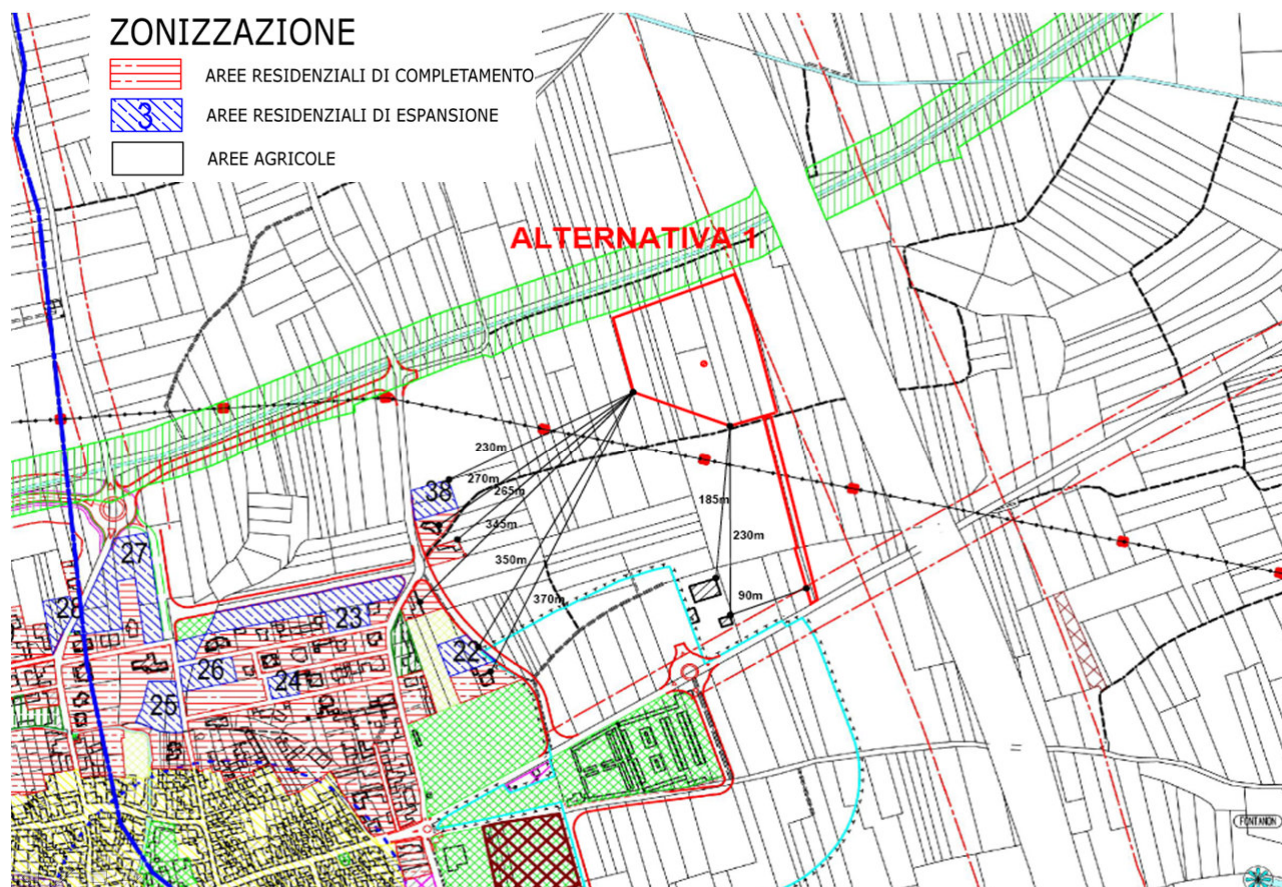 ZONIZZAZIONE
AREE RESIDENZIALI DI COMPLETAMENTO
3
AREE RESIDENZIALI DI ESPANSIONE
AREE AGRICOLE
ALTERNATIVA 1
230m
270m
265m
38
345m
185m
230m
350m
27
90m
370m
28
23
22
26
24
25
FONTANON